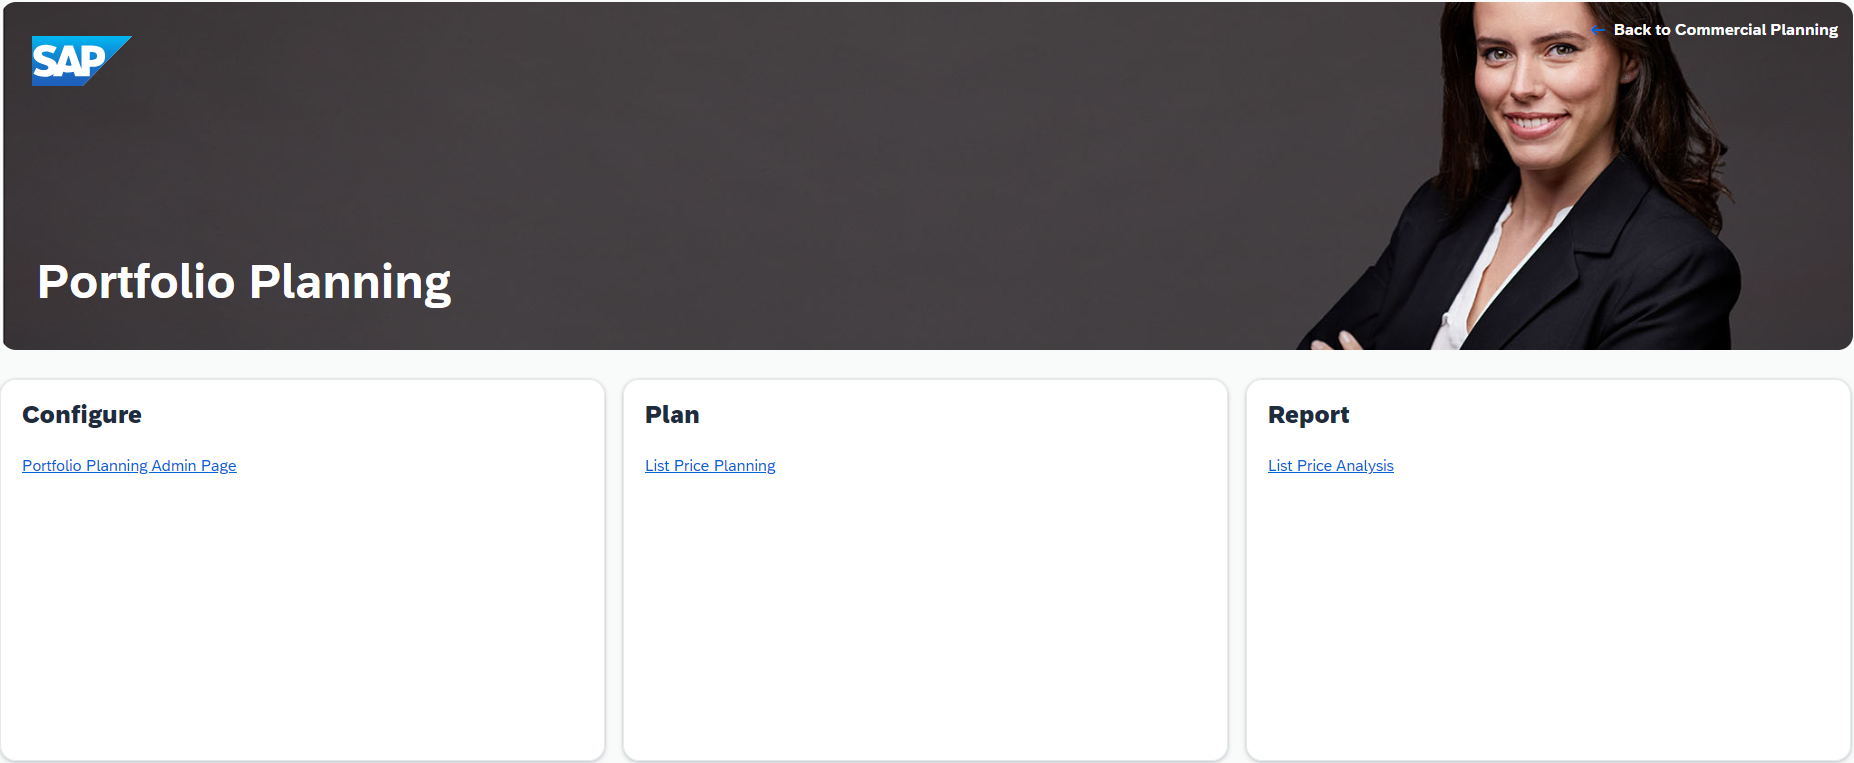 SAP
← Back to Commercial Planning
Portfolio Planning
Configure
Portfolio Planning Admin Page
Plan
List Price Planning
Report
List Price Analysis